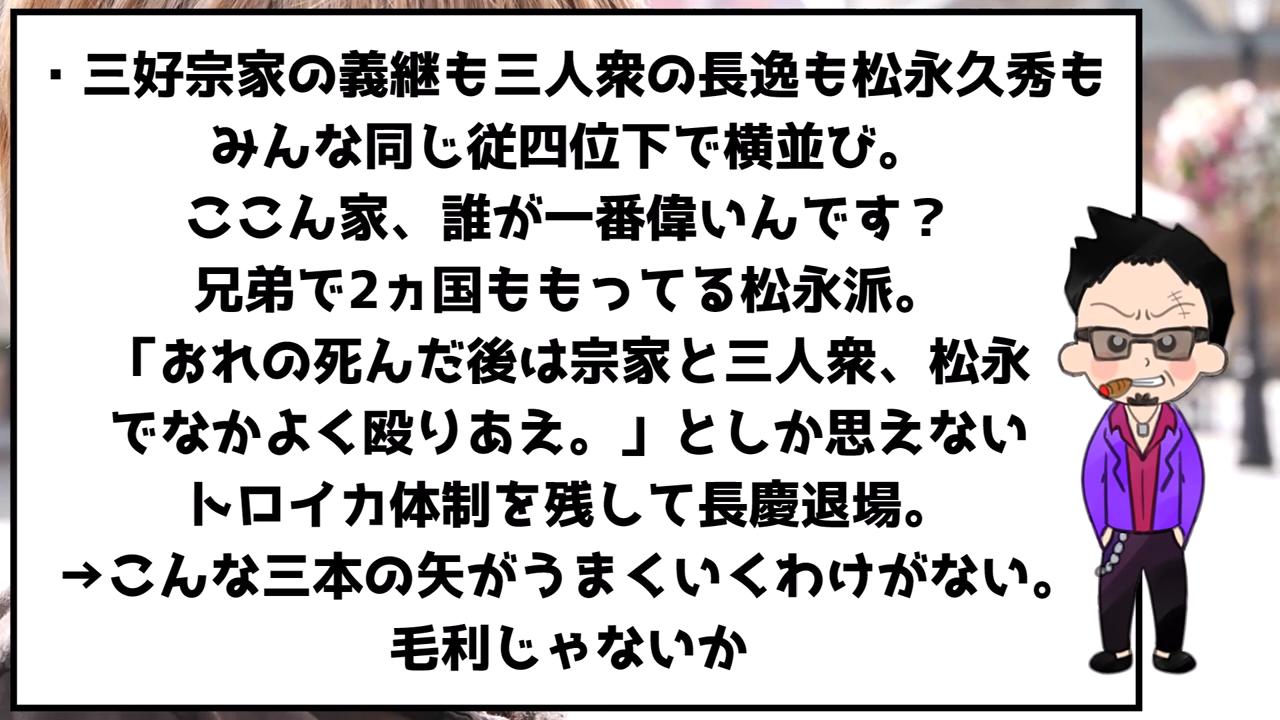 ・三好宗家の義継も三人衆の長逸も松永久秀も
みんな同じ従四位下で横並び。
ここん家、誰が一番偉いんです？
兄弟で2ヵ国ももってる松永派。
「おれの死んだ後は宗家と三人衆、松永
でなかよく殴りあえ。」としか思えない
トロイカ体制を残して長慶退場。
→こんな三本の矢がうまくいくわけがない。
毛利じゃないか